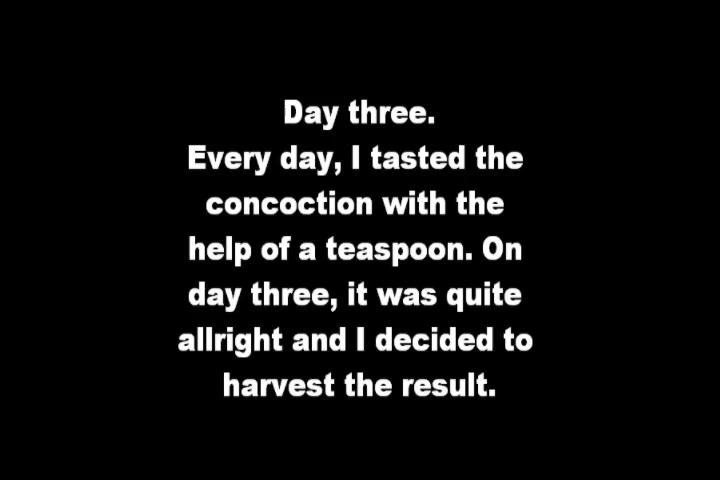 Day three.
Every day, I tasted the
concoction with the
help of a teaspoon. On
day three, it was quite
allright and I decided to
harvest the result.